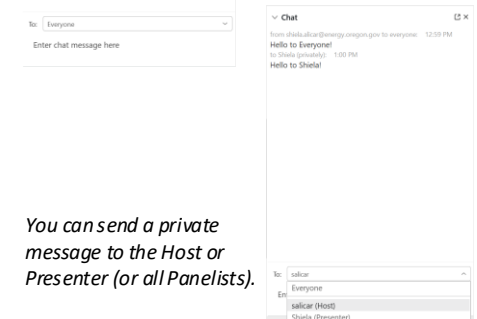 To: Everyone
Enter chat message here
Chat
from shiela.alicar@energy.oregon.gov to everyone: 12:59 PM
Hello to Everyone!
to Shiela (privately): 1:00 PM
Hello to Shiela!
You can send a private
message to the Host or
Presenter (or all Panelists).
To: salicar
Everyone
En
salicar (Host)
Shiela (Presenter)